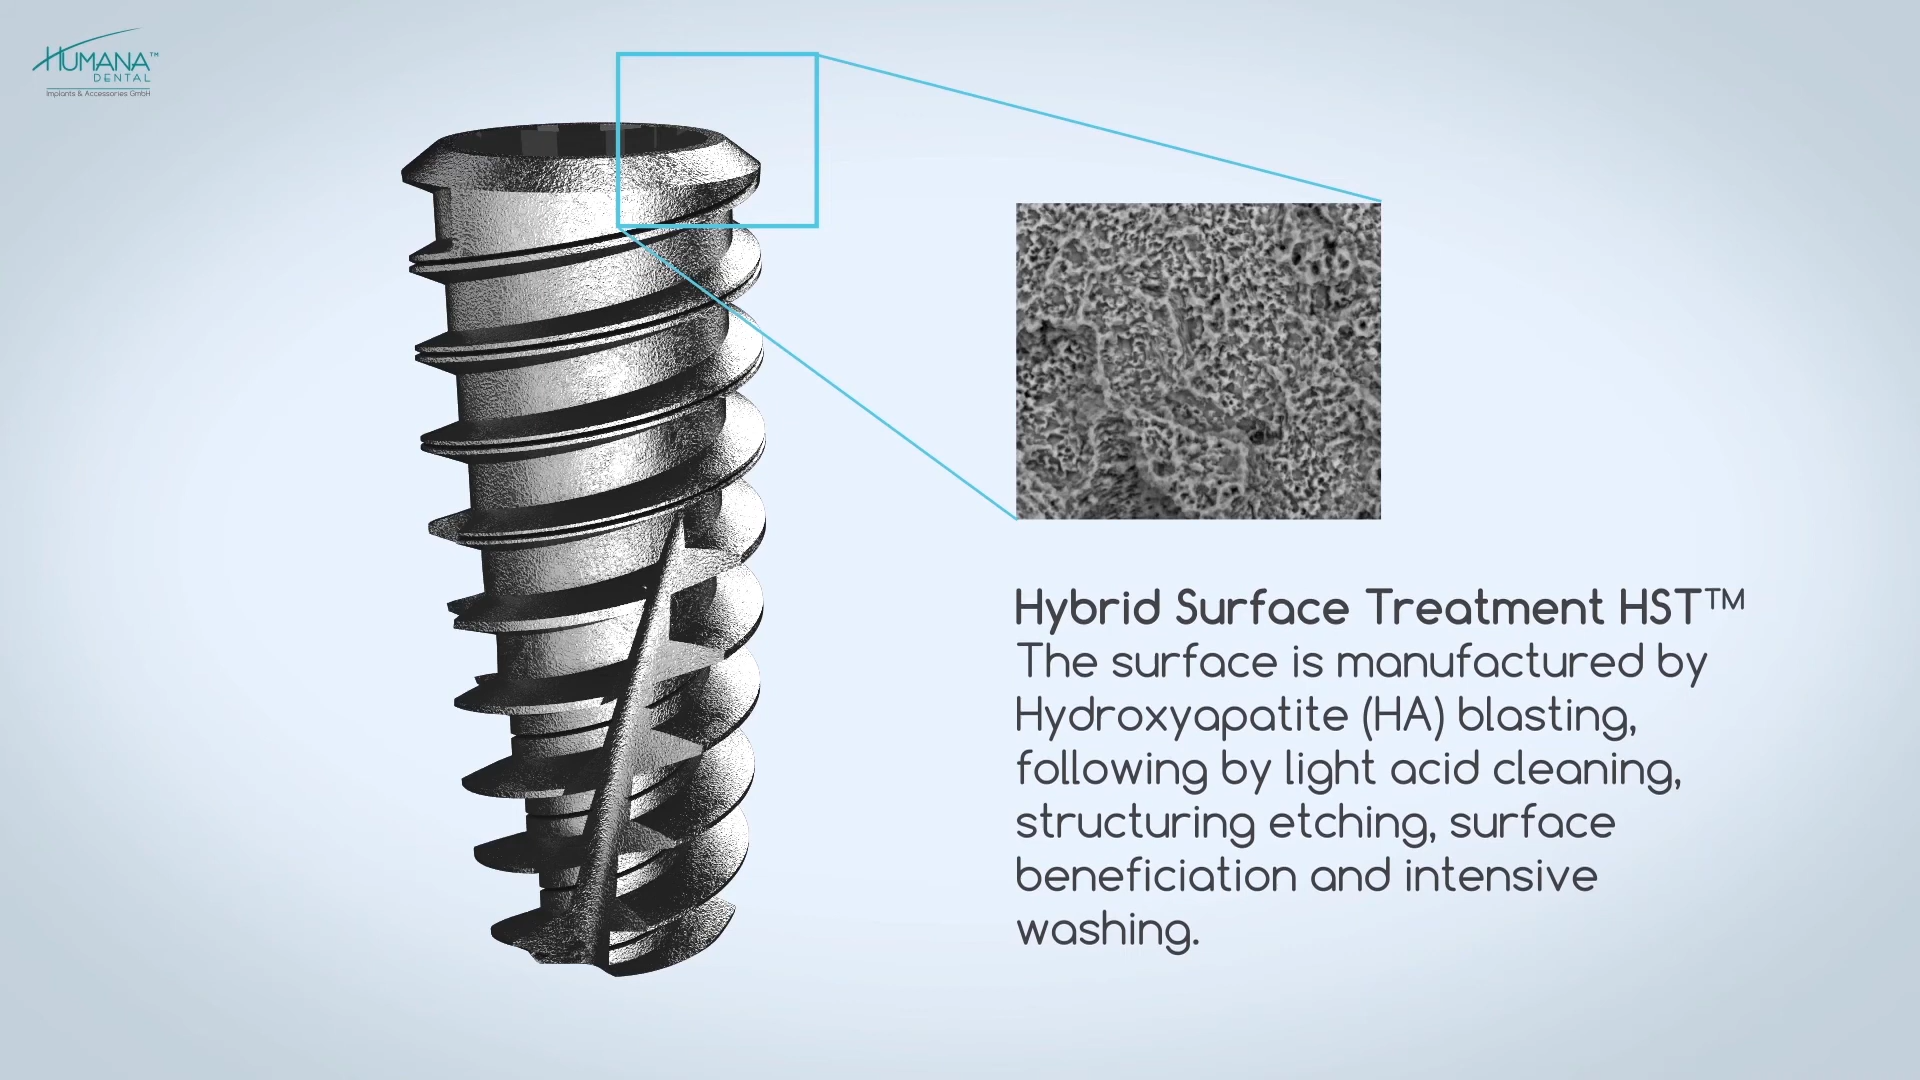 HUMANA™
DENTAL
Implants & Accessories GmbH
Hybrid Surface Treatment HST™
The surface is manufactured by
Hydroxyapatite (HA) blasting,
following by light acid cleaning,
structuring etching, surface
beneficiation and intensive
washing.